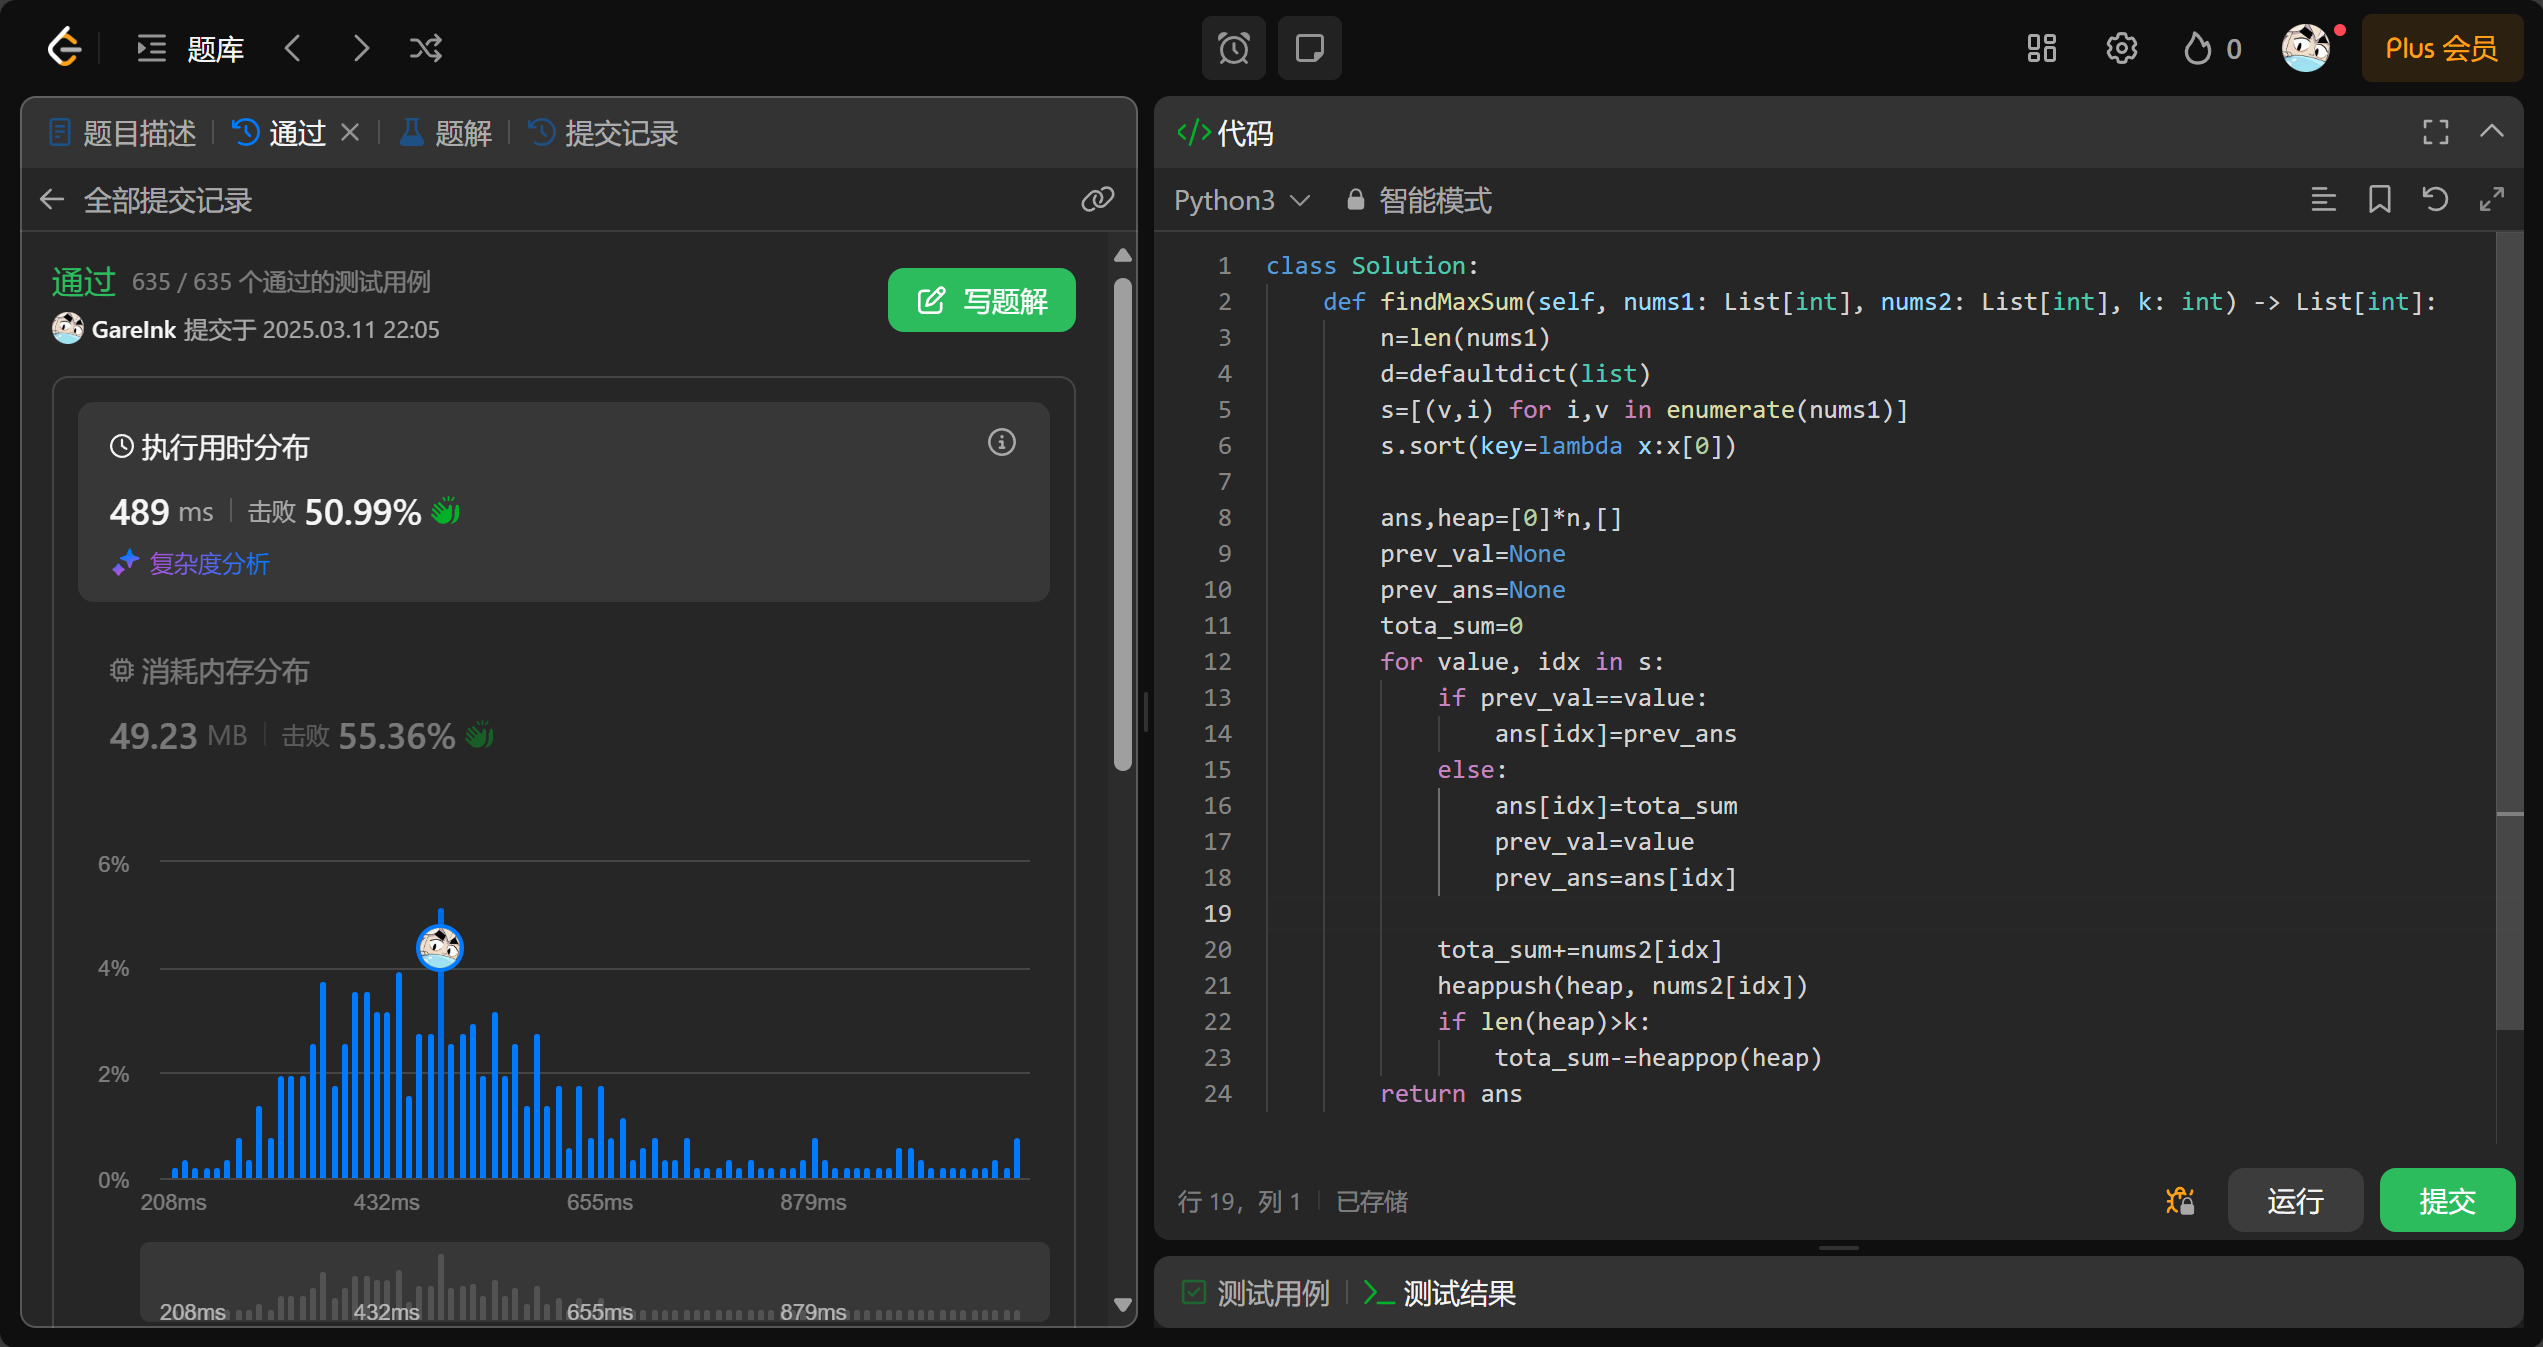 题库
0
Plus 会员
题目描述
通过
题解
提交记录
全部提交记录
通过 635 / 635 个通过的测试用例
写题解
GareInk 提交于 2025.03.11 22:05
执行用时分布
489 ms 击败 50.99%
复杂度分析
消耗内存分布
49.23 MB 击败 55.36%
6%
4%
2%
0%
208ms 432ms 655ms 879ms
208ms 432ms 655ms 879ms
</> 代码
Python3 智能模式
1 class Solution:
2     def findMaxSum(self, nums1: List[int], nums2: List[int], k: int) -> List[int]:
3         n=len(nums1)
4         d=defaultdict(list)
5         s=[(v,i) for i,v in enumerate(nums1)]
6         s.sort(key=lambda x:x[0])
7
8         ans,heap=[0]*n,[]
9         prev_val=None
10         prev_ans=None
11         tota_sum=0
12         for value, idx in s:
13             if prev_val==value:
14                 ans[idx]=prev_ans
15             else:
16                 ans[idx]=tota_sum
17                 prev_val=value
18                 prev_ans=ans[idx]
19
20             tota_sum+=nums2[idx]
21             heappush(heap, nums2[idx])
22             if len(heap)>k:
23                 tota_sum-=heappop(heap)
24         return ans
行 19，列 1 已存储
运行
提交
测试用例
测试结果